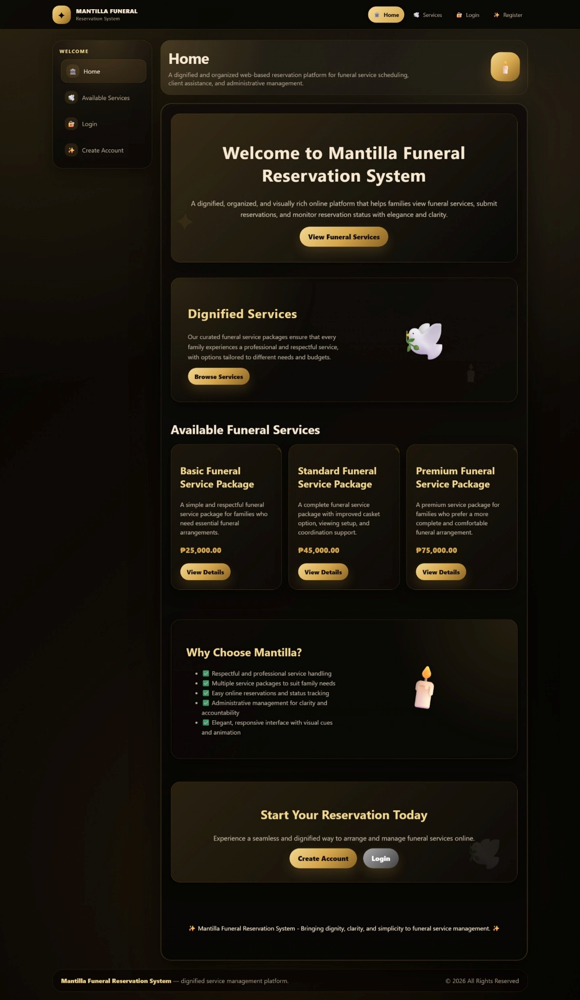 MANTILLA FUNERAL
Reservation System
Home
Services
Login
Register
WELCOME
Home
Available Services
Login
Create Account
Home
A dignified and organized web-based reservation platform for funeral service scheduling,
client assistance, and administrative management.
Welcome to Mantilla Funeral
Reservation System
A dignified, organized, and visually rich online platform that helps families view funeral services, submit
reservations, and monitor reservation status with elegance and clarity.
View Funeral Services
Dignified Services
Our curated funeral service packages ensure that every
family experiences a professional and respectful service,
with options tailored to different needs and budgets.
Browse Services
Available Funeral Services
Basic Funeral
Service Package
A simple and respectful funeral
service package for families who
need essential funeral
arrangements.
₱25,000.00
View Details
Standard Funeral
Service Package
A complete funeral service
package with improved casket
option, viewing setup, and
coordination support.
₱45,000.00
View Details
Premium Funeral
Service Package
A premium service package for
families who prefer a more
complete and comfortable
funeral arrangement.
₱75,000.00
View Details
Why Choose Mantilla?
• ✅ Respectful and professional service handling
• ✅ Multiple service packages to suit family needs
• ✅ Easy online reservations and status tracking
• ✅ Administrative management for clarity and
accountability
• ✅ Elegant, responsive interface with visual cues
and animation
Start Your Reservation Today
Experience a seamless and dignified way to arrange and manage funeral services online.
Create Account
Login
✨ Mantilla Funeral Reservation System - Bringing dignity, clarity, and simplicity to funeral service management. ✨
Mantilla Funeral Reservation System — dignified service management platform.
© 2026 All Rights Reserved